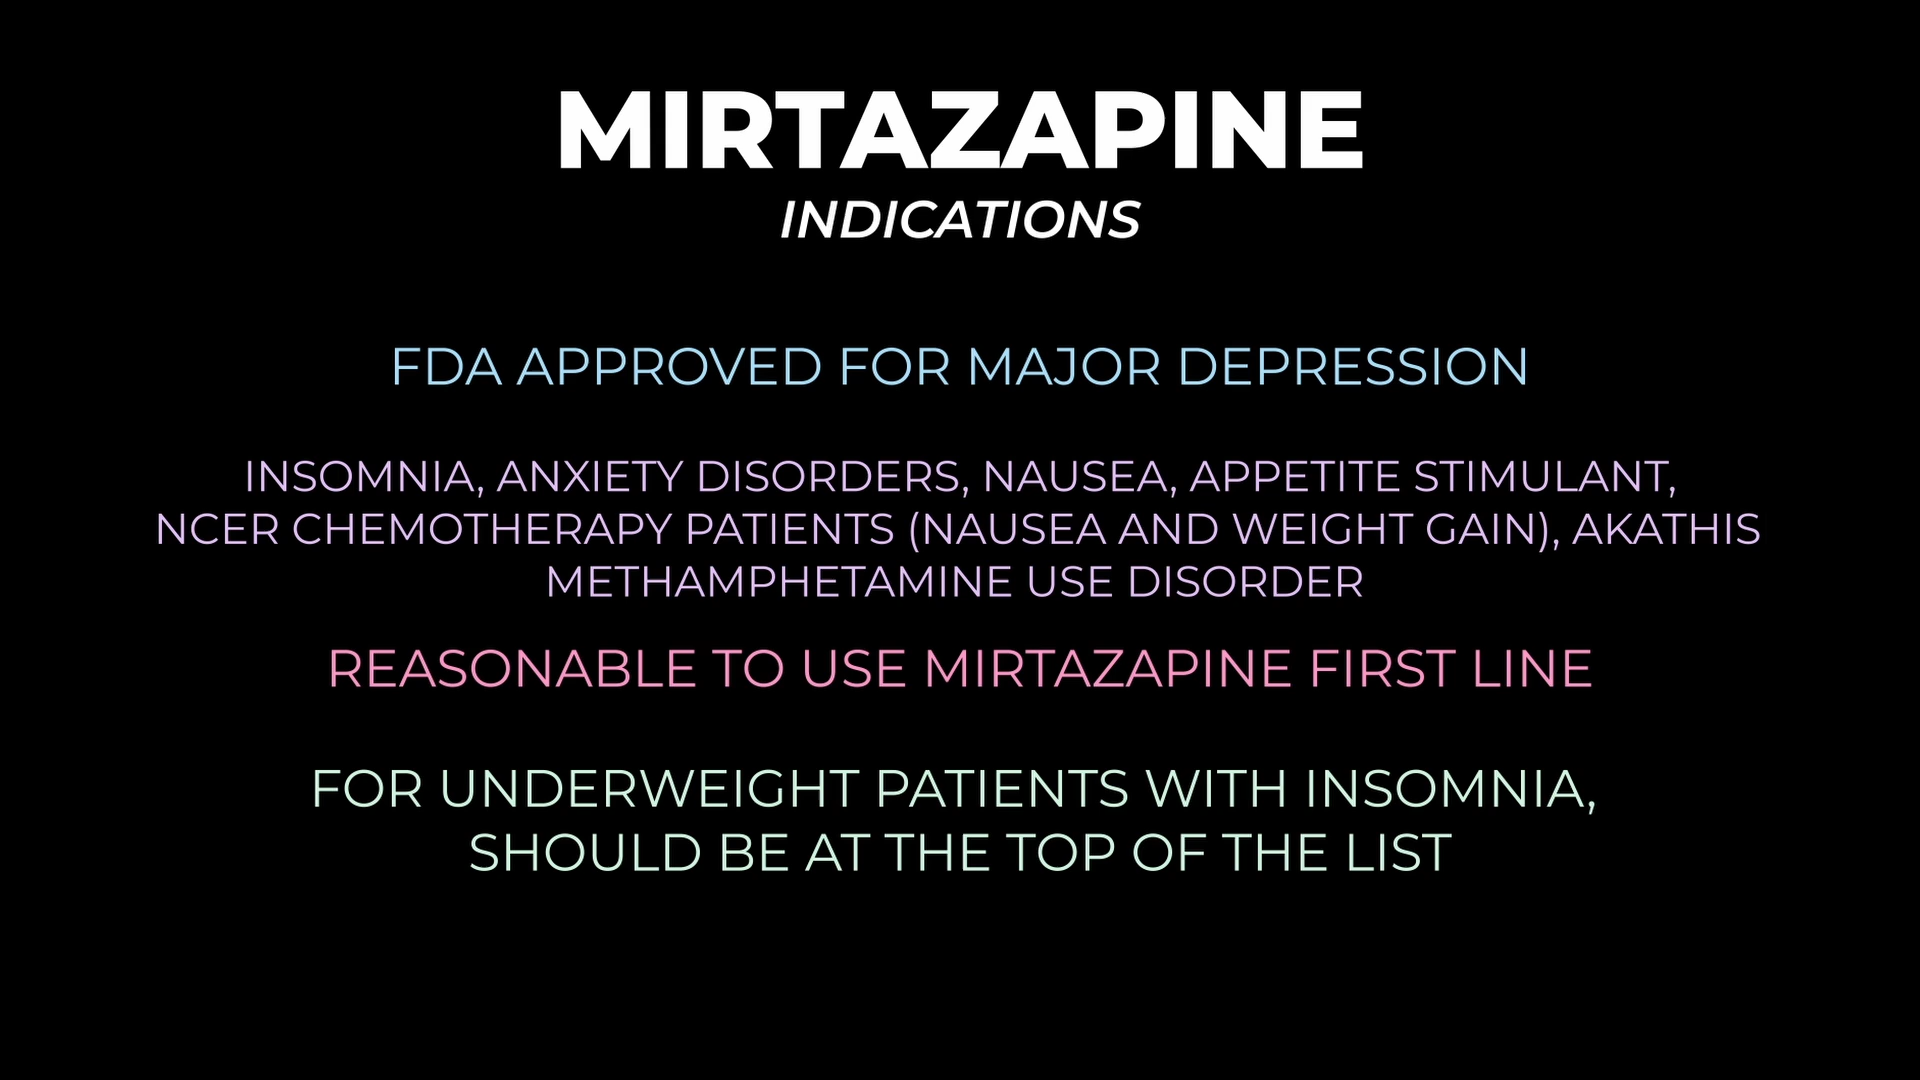 MIRTAZAPINE
INDICATIONS
FDA APPROVED FOR MAJOR DEPRESSION
INSOMNIA, ANXIETY DISORDERS, NAUSEA, APPETITE STIMULANT,
NCER CHEMOTHERAPY PATIENTS (NAUSEA AND WEIGHT GAIN), AKATHIS
METHAMPHETAMINE USE DISORDER
REASONABLE TO USE MIRTAZAPINE FIRST LINE
FOR UNDERWEIGHT PATIENTS WITH INSOMNIA,
SHOULD BE AT THE TOP OF THE LIST